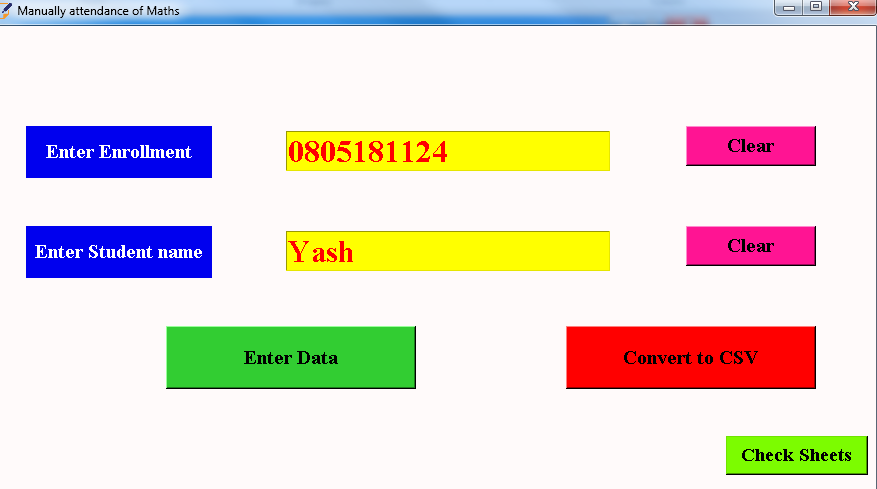 Manually attendance of Maths
Enter Enrollment
0805181124
Clear
Enter Student name
Yash
Clear
Enter Data
Convert to CSV
Check Sheets